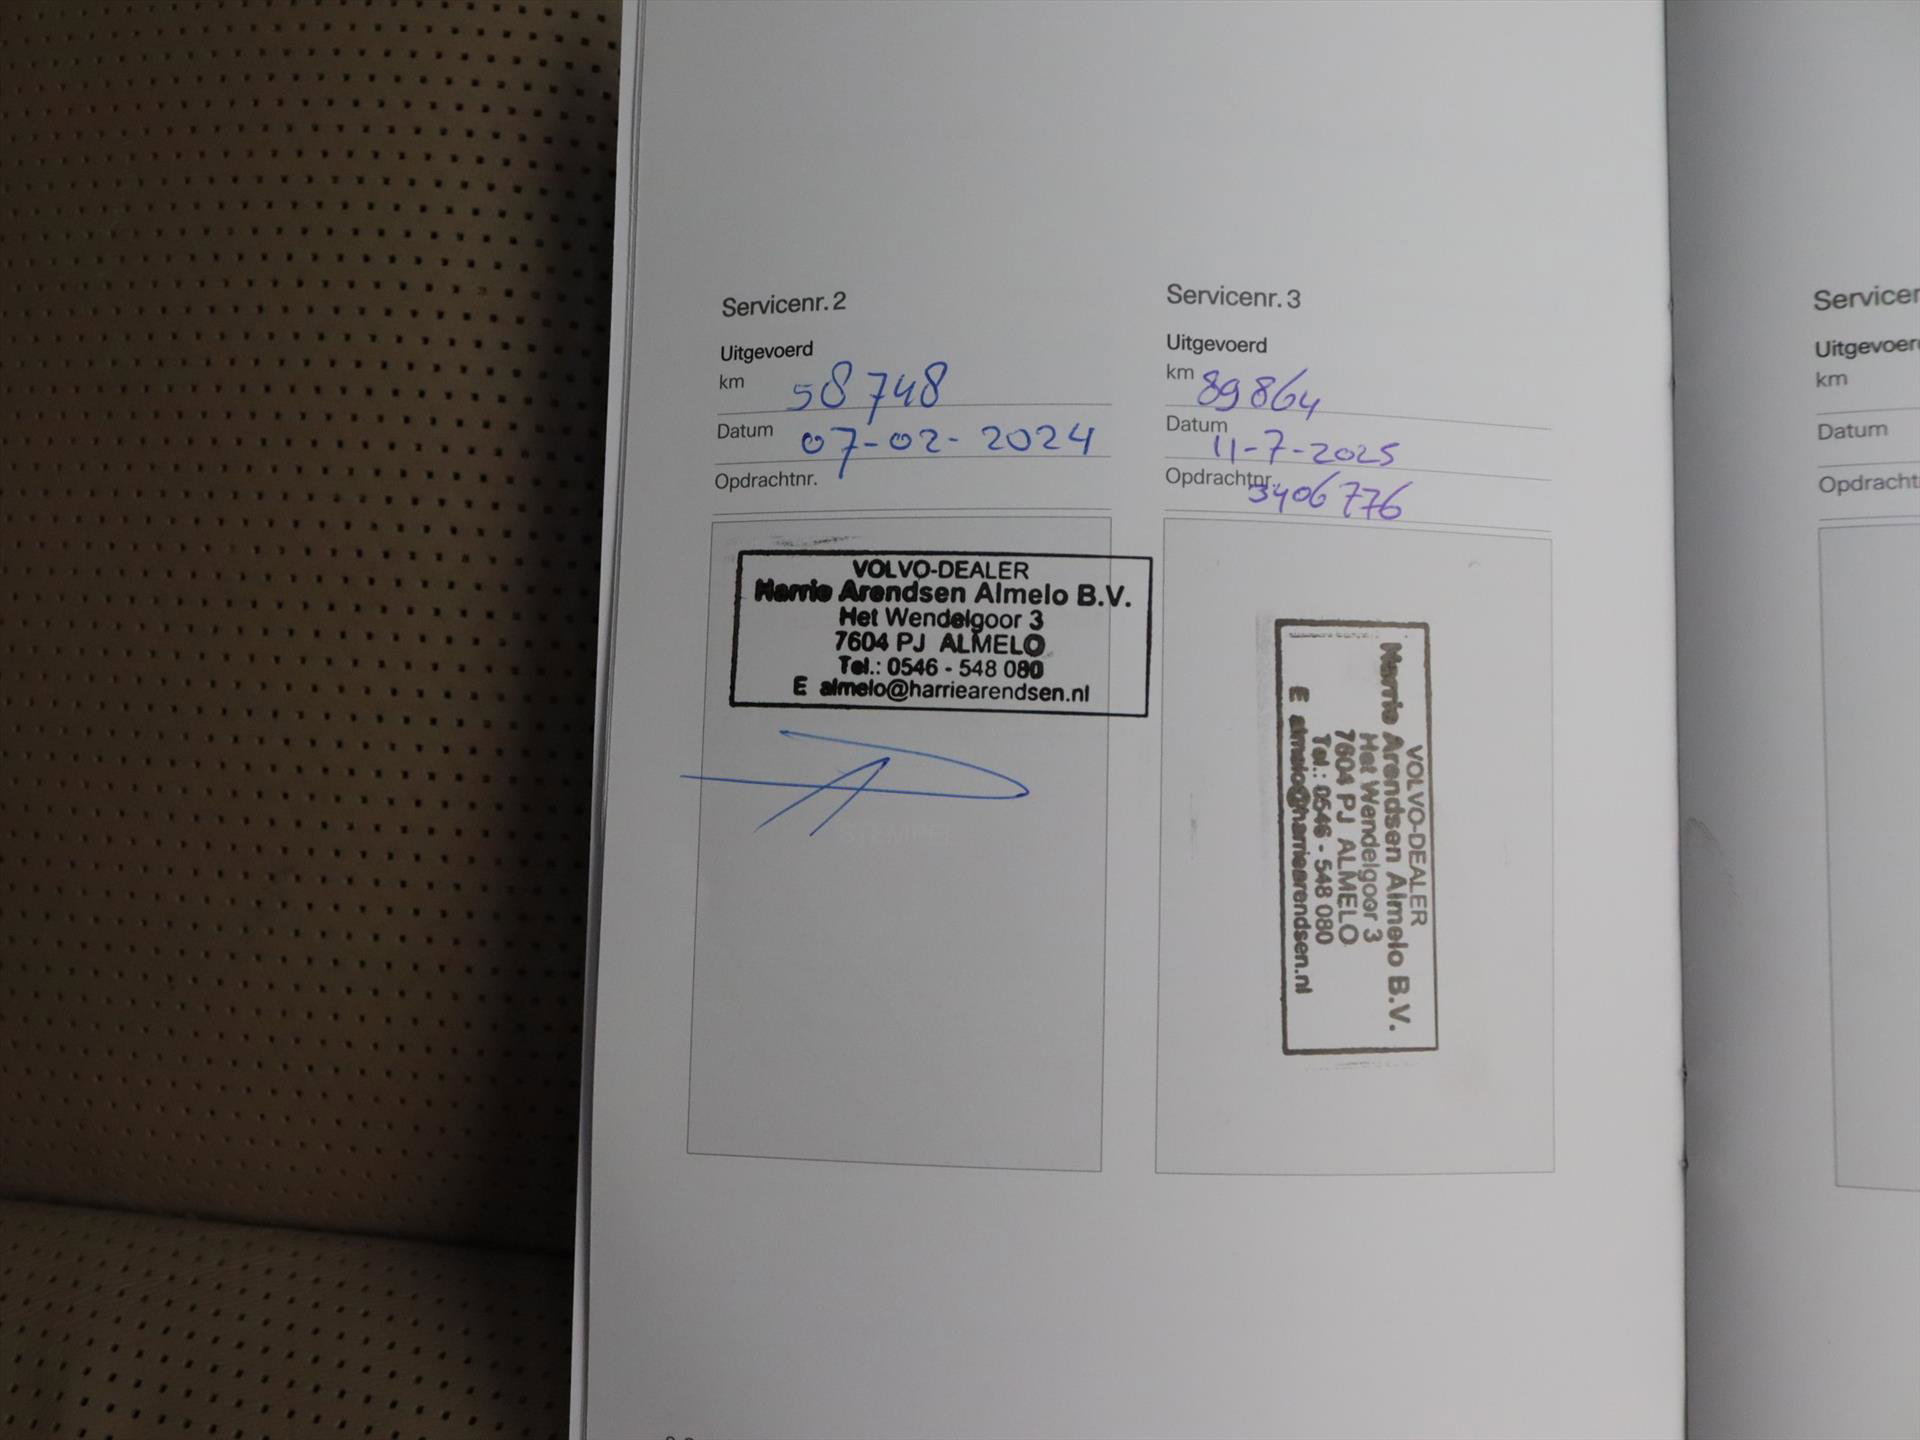 Servicenr. 2
Uitgevoerd
km 58748
Datum 07-02-2024
Opdrachtnr.
VOLVO-DEALER
Harrie Arendsen Almelo B.V.
Het Wendelgoor 3
7604 PJ ALMELO
Tel.: 0546 - 548 080
E almelo@harriearendsen.nl
STEMPEL
Servicenr. 3
Uitgevoerd
km 89864
Datum 11-7-2025
Opdrachtnr. 3406776
VOLVO-DEALER
Harrie Arendsen Almelo B.V.
Het Wendelgoor 3
7604 PJ ALMELO
Tel.: 0546 - 548 080
E almelo@harriearendsen.nl
Uitgevoerd
km
Datum